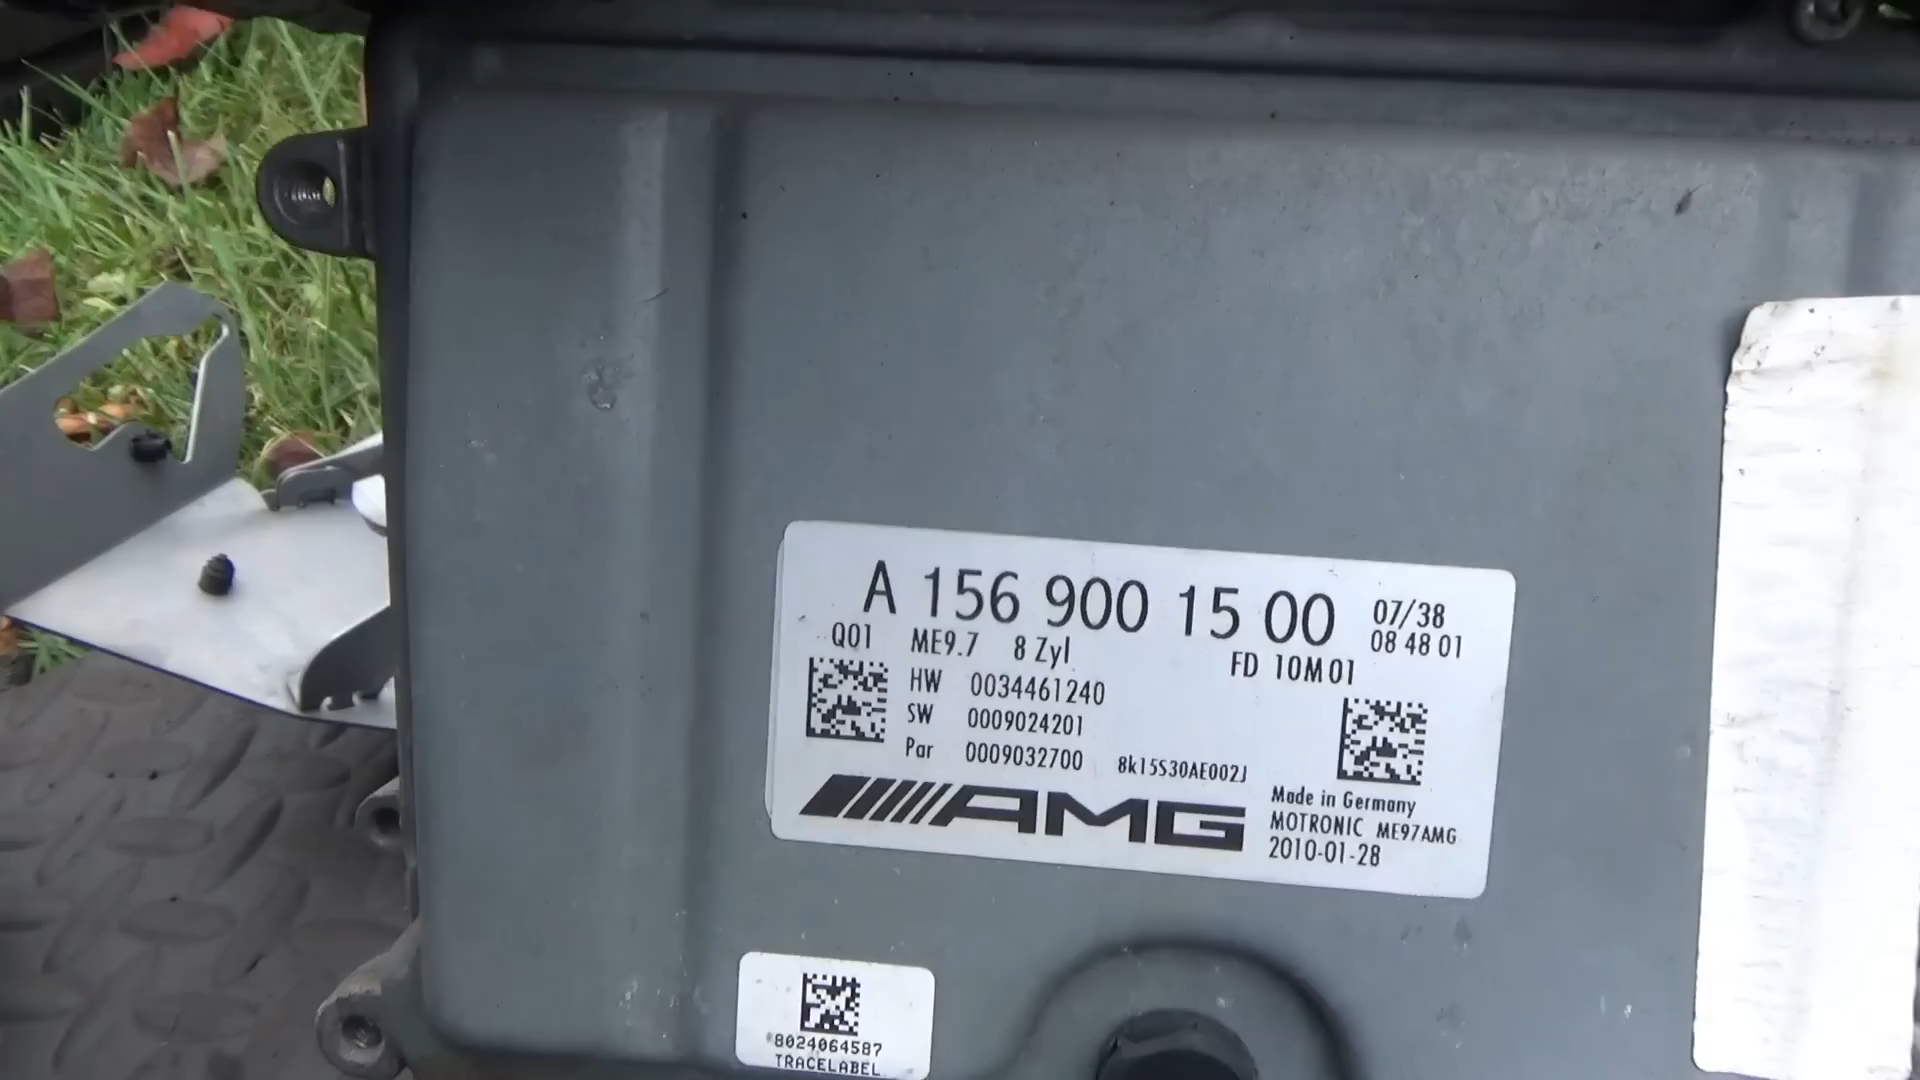 A 156 900 15 00 07/38
08 48 01
Q01 ME9.7 8 Zyl FD 10M01
HW 0034461240
SW 0009024201
Par 0009032700 8k15S30AE002J
AMG
Made in Germany
MOTRONIC ME97AMG
2010-01-28
*8024064587
TRACELABEL